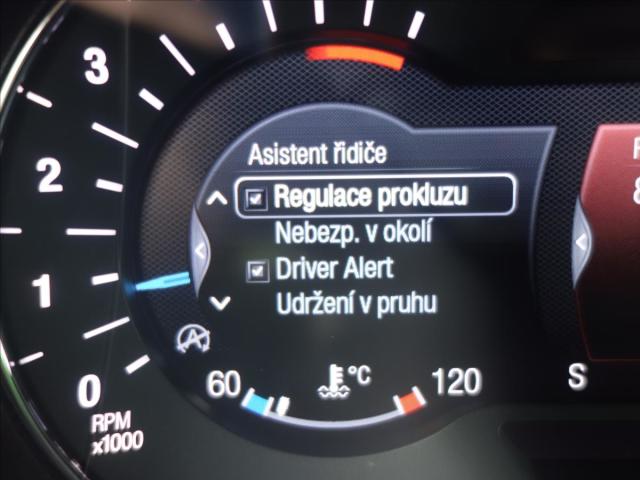 3
2
1
0
RPM
x1000
Asistent řidiče
Regulace prokluzu
Nebezp. v okolí
Driver Alert
Udržení v pruhu
A
60
°C
120
S